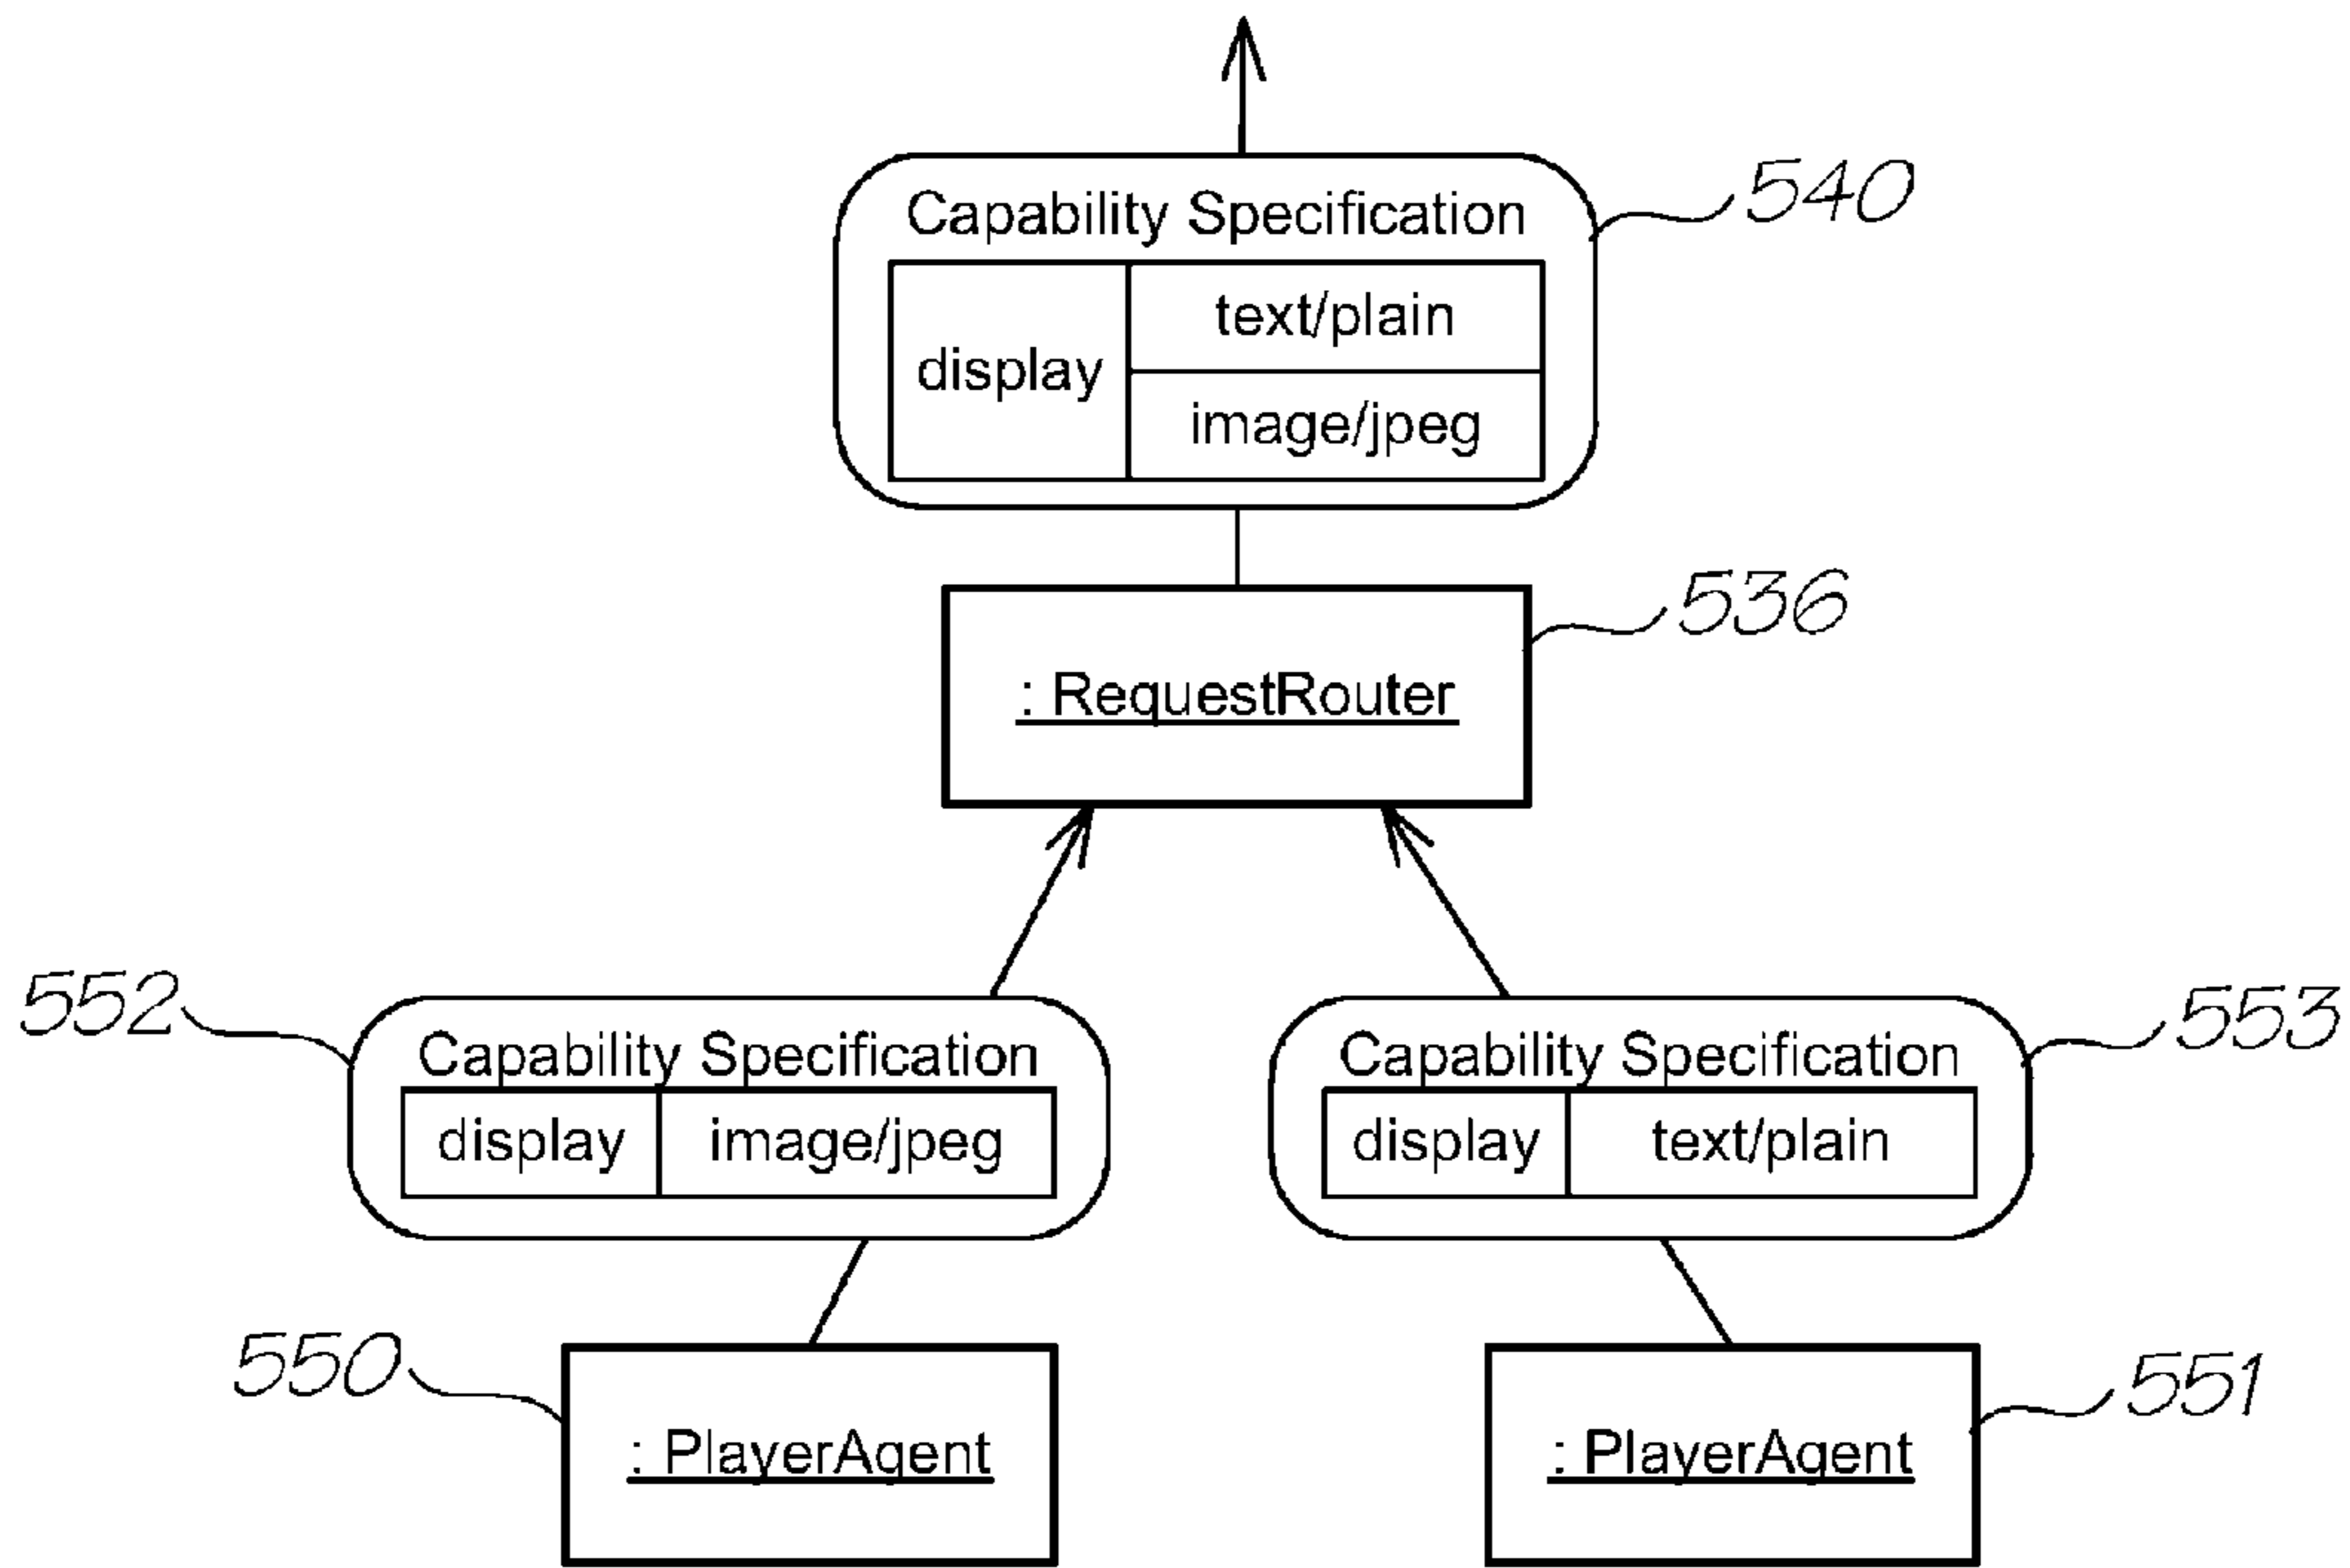 Capability Specification
540
display
text/plain
image/jpeg
536
: RequestRouter
552
Capability Specification
display
image/jpeg
553
Capability Specification
display
text/plain
550
: PlayerAgent
551
: PlayerAgent